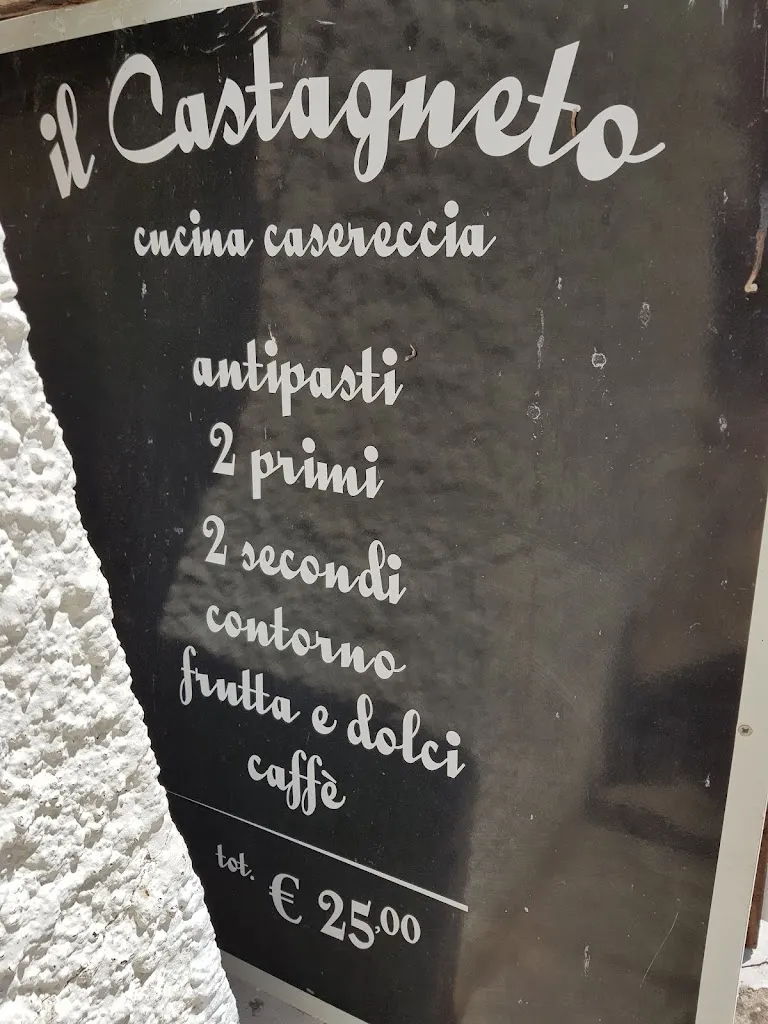 il Castagneto
cucina casereccia
antipasti
2 primi
2 secondi
contorno
frutta e dolci
caffè
tot. € 25,00